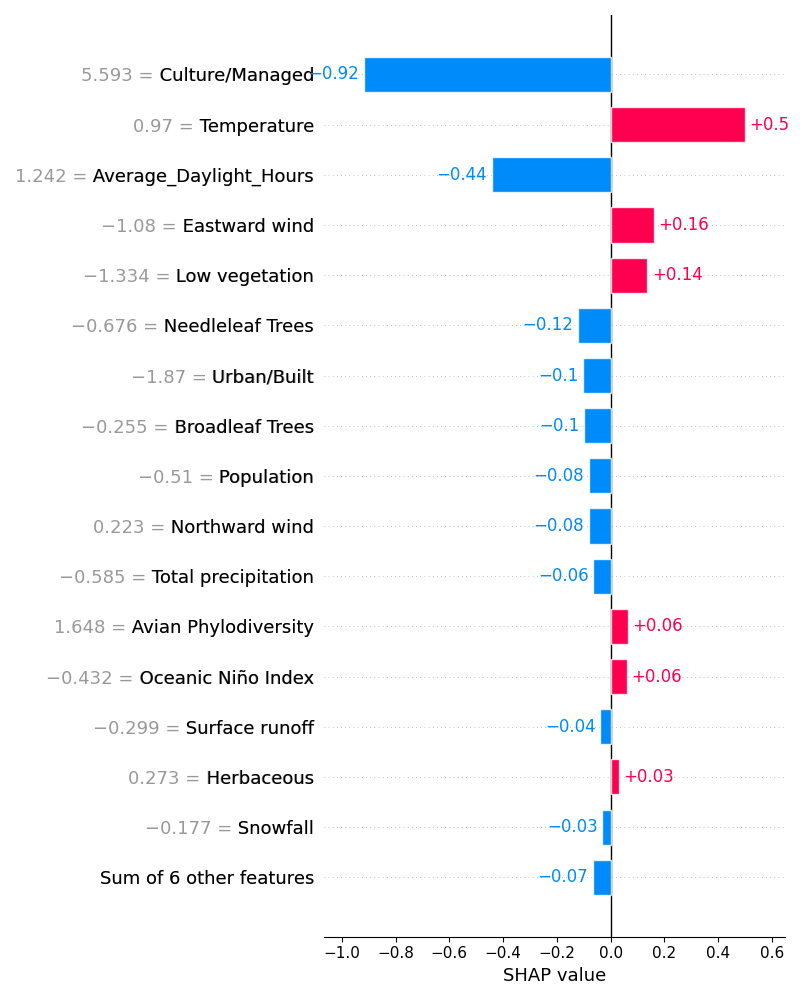 5.593 = Culture/Managed −0.92
0.97 = Temperature +0.5
1.242 = Average_Daylight_Hours −0.44
−1.08 = Eastward wind +0.16
−1.334 = Low vegetation +0.14
−0.676 = Needleleaf Trees −0.12
−1.87 = Urban/Built −0.1
−0.255 = Broadleaf Trees −0.1
−0.51 = Population −0.08
0.223 = Northward wind −0.08
−0.585 = Total precipitation −0.06
1.648 = Avian Phylodiversity +0.06
−0.432 = Oceanic Niño Index +0.06
−0.299 = Surface runoff −0.04
0.273 = Herbaceous +0.03
−0.177 = Snowfall −0.03
Sum of 6 other features −0.07
−1.0 −0.8 −0.6 −0.4 −0.2 0.0 0.2 0.4 0.6
SHAP value